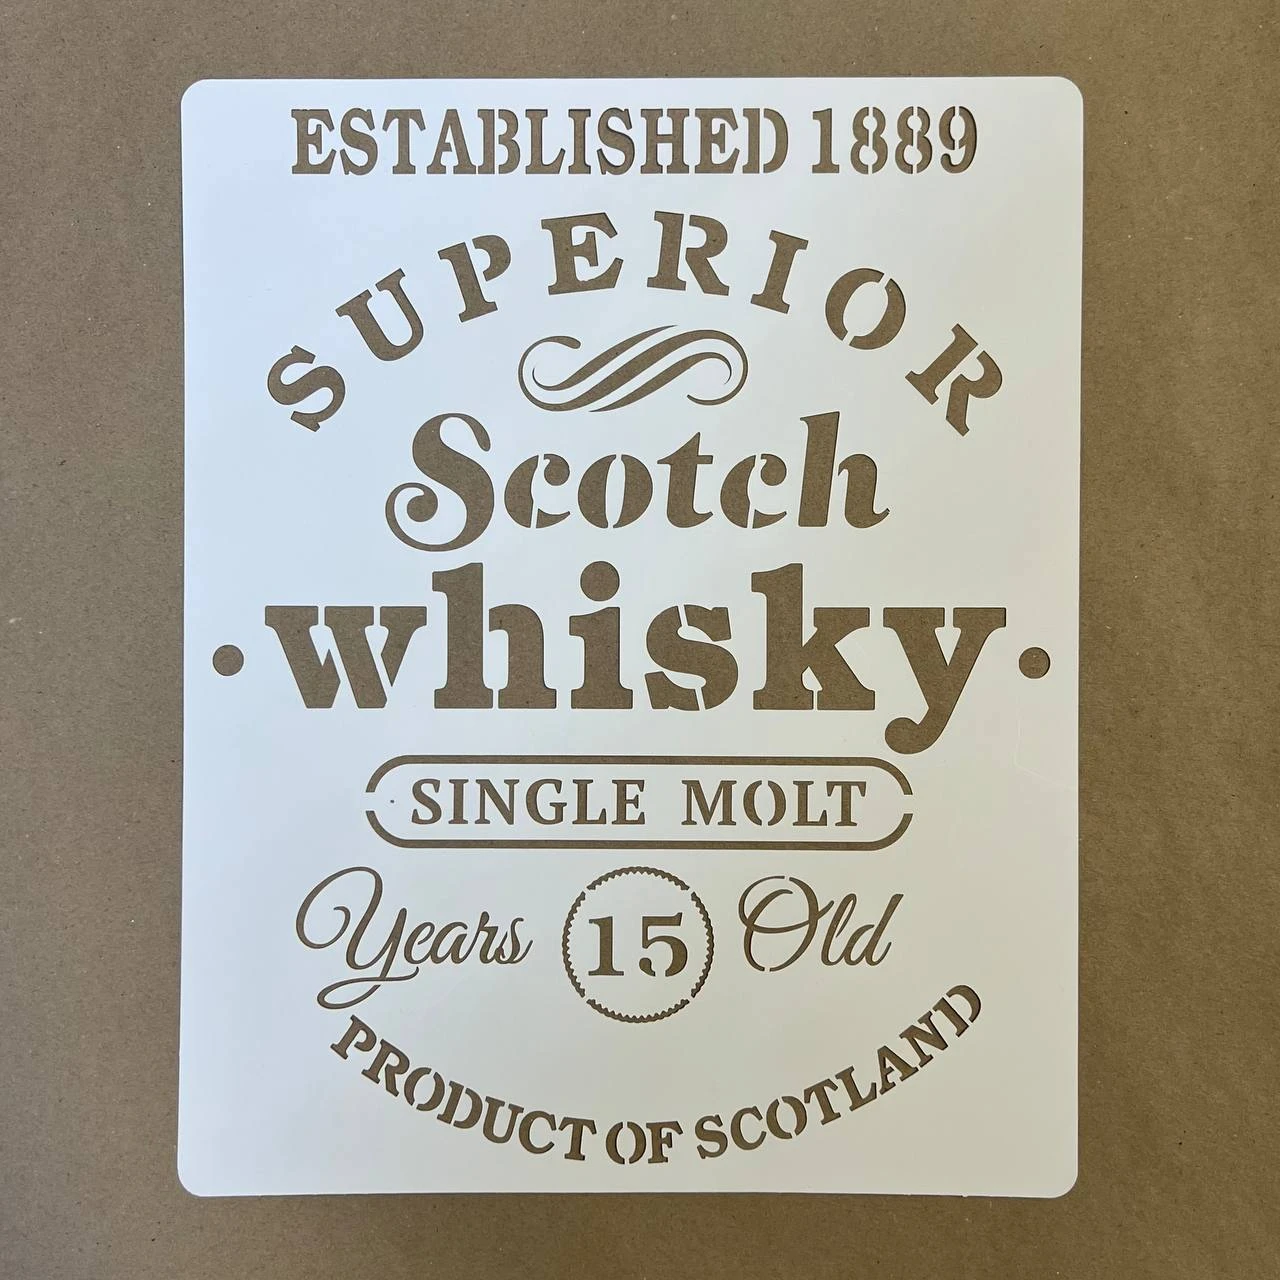 ESTABLISHED 1889
SUPERIOR
Scotch
whisky
SINGLE MOLT
Years 15 Old
PRODUCT OF SCOTLAND